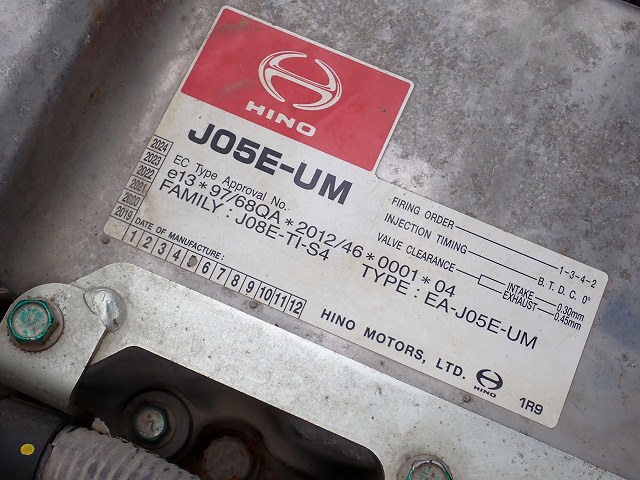 HINO
J05E-UM
EC Type Approval No..
e13*97/68QA*2012/46*0001*04
FAMILY : J08E-TI-S4 TYPE : EA-J05E-UM
FIRING ORDER 1-3-4-2
INJECTION TIMING B.T.D.C. 0°
VALVE CLEARANCE INTAKE 0.30mm
EXHAUST 0.45mm
2024
2023
2022
2021
2020
2019
DATE OF MANUFACTURE:
1 2 3 4 5 6 7 8 9 10 11 12
HINO MOTORS, LTD. HINO 1R9